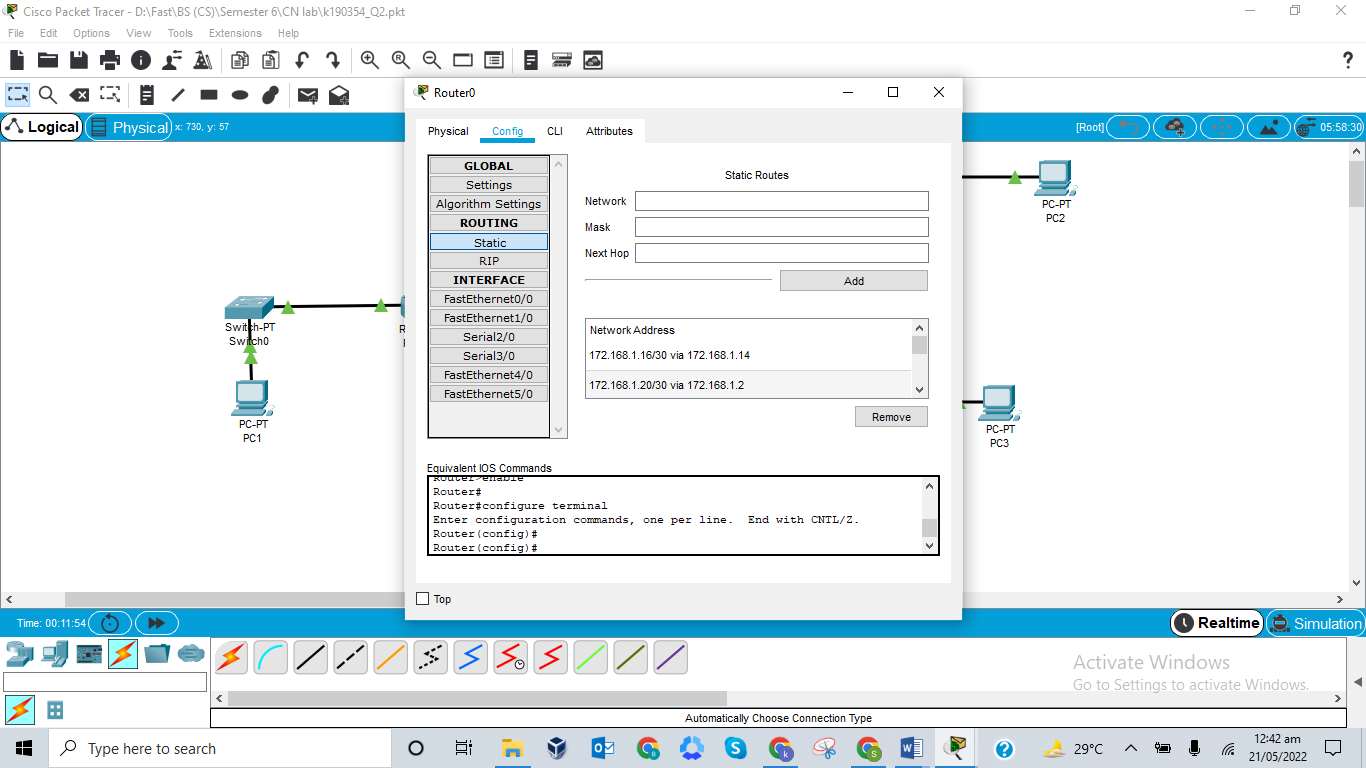 Cisco Packet Tracer - D:\Fast\BS (CS)\Semester 6\CN lab\k190354_Q2.pkt
File Edit Options View Tools Extensions Help
Logical
Physical
x: 730, y: 57
[Root]
05:58:30
Router0
Physical Config CLI Attributes
GLOBAL
Settings
Algorithm Settings
ROUTING
Static
RIP
INTERFACE
FastEthernet0/0
FastEthernet1/0
Serial2/0
Serial3/0
FastEthernet4/0
FastEthernet5/0
Static Routes
Network
Mask
Next Hop
Add
Network Address
172.168.1.16/30 via 172.168.1.14
172.168.1.20/30 via 172.168.1.2
Remove
Equivalent IOS Commands
Router>enable
Router#
Router#configure terminal
Enter configuration commands, one per line. End with CNTL/Z.
Router(config)#
Router(config)#
Top
Switch-PT
Switch0
PC-PT
PC1
PC-PT
PC2
PC-PT
PC3
Time: 00:11:54
Realtime
Simulation
Activate Windows
Go to Settings to activate Windows.
Automatically Choose Connection Type
Type here to search
29°C
12:42 am
21/05/2022